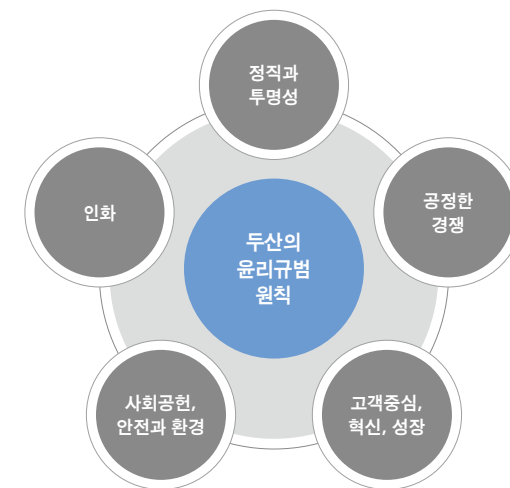 정직과
투명성
인화
공정한
경쟁
두산의
윤리규범
원칙
사회공헌,
안전과 환경
고객중심,
혁신, 성장